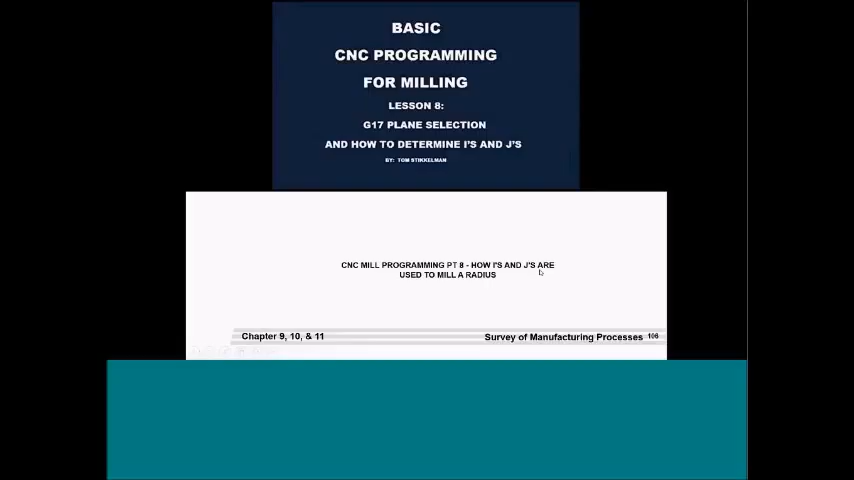 BASIC
CNC PROGRAMMING
FOR MILLING
LESSON 8:
G17 PLANE SELECTION
AND HOW TO DETERMINE I'S AND J'S
BY: TOM STIKKELMAN
CNC MILL PROGRAMMING PT 8 - HOW I'S AND J'S ARE
USED TO MILL A RADIUS
Chapter 9, 10, & 11
Survey of Manufacturing Processes 106